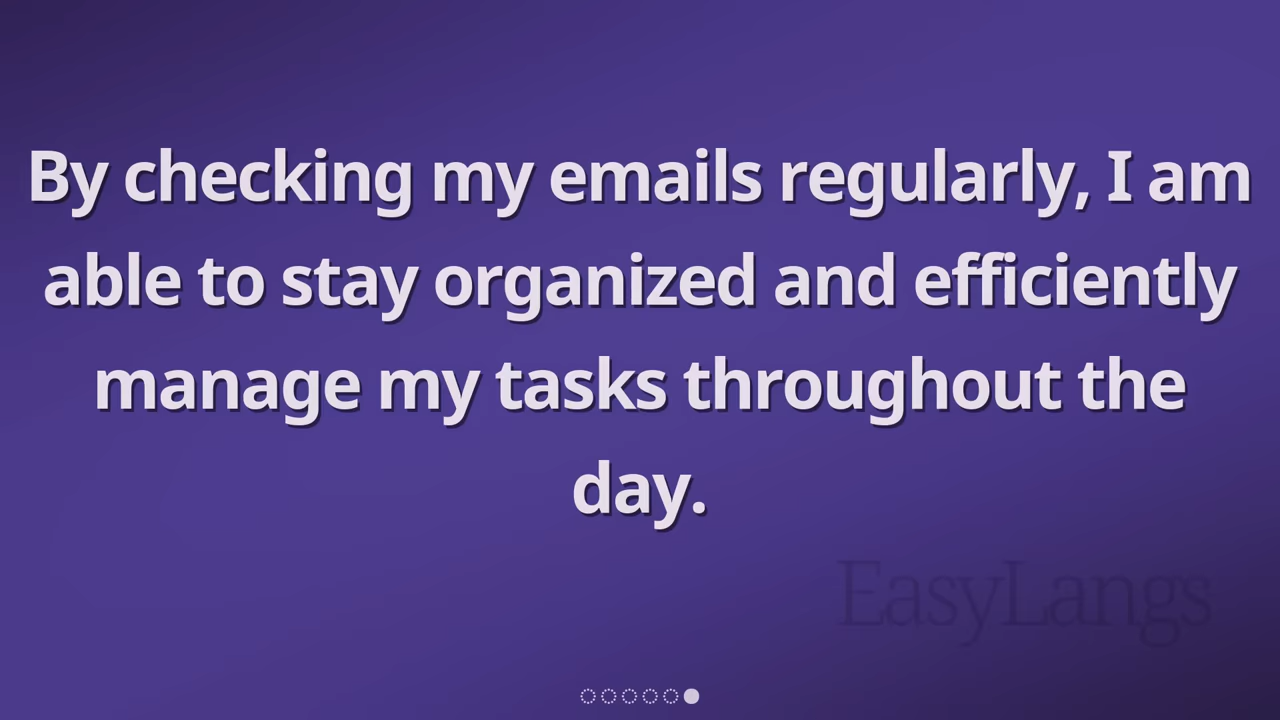 By checking my emails regularly, I am
able to stay organized and efficiently
manage my tasks throughout the
day.
EasyLangs